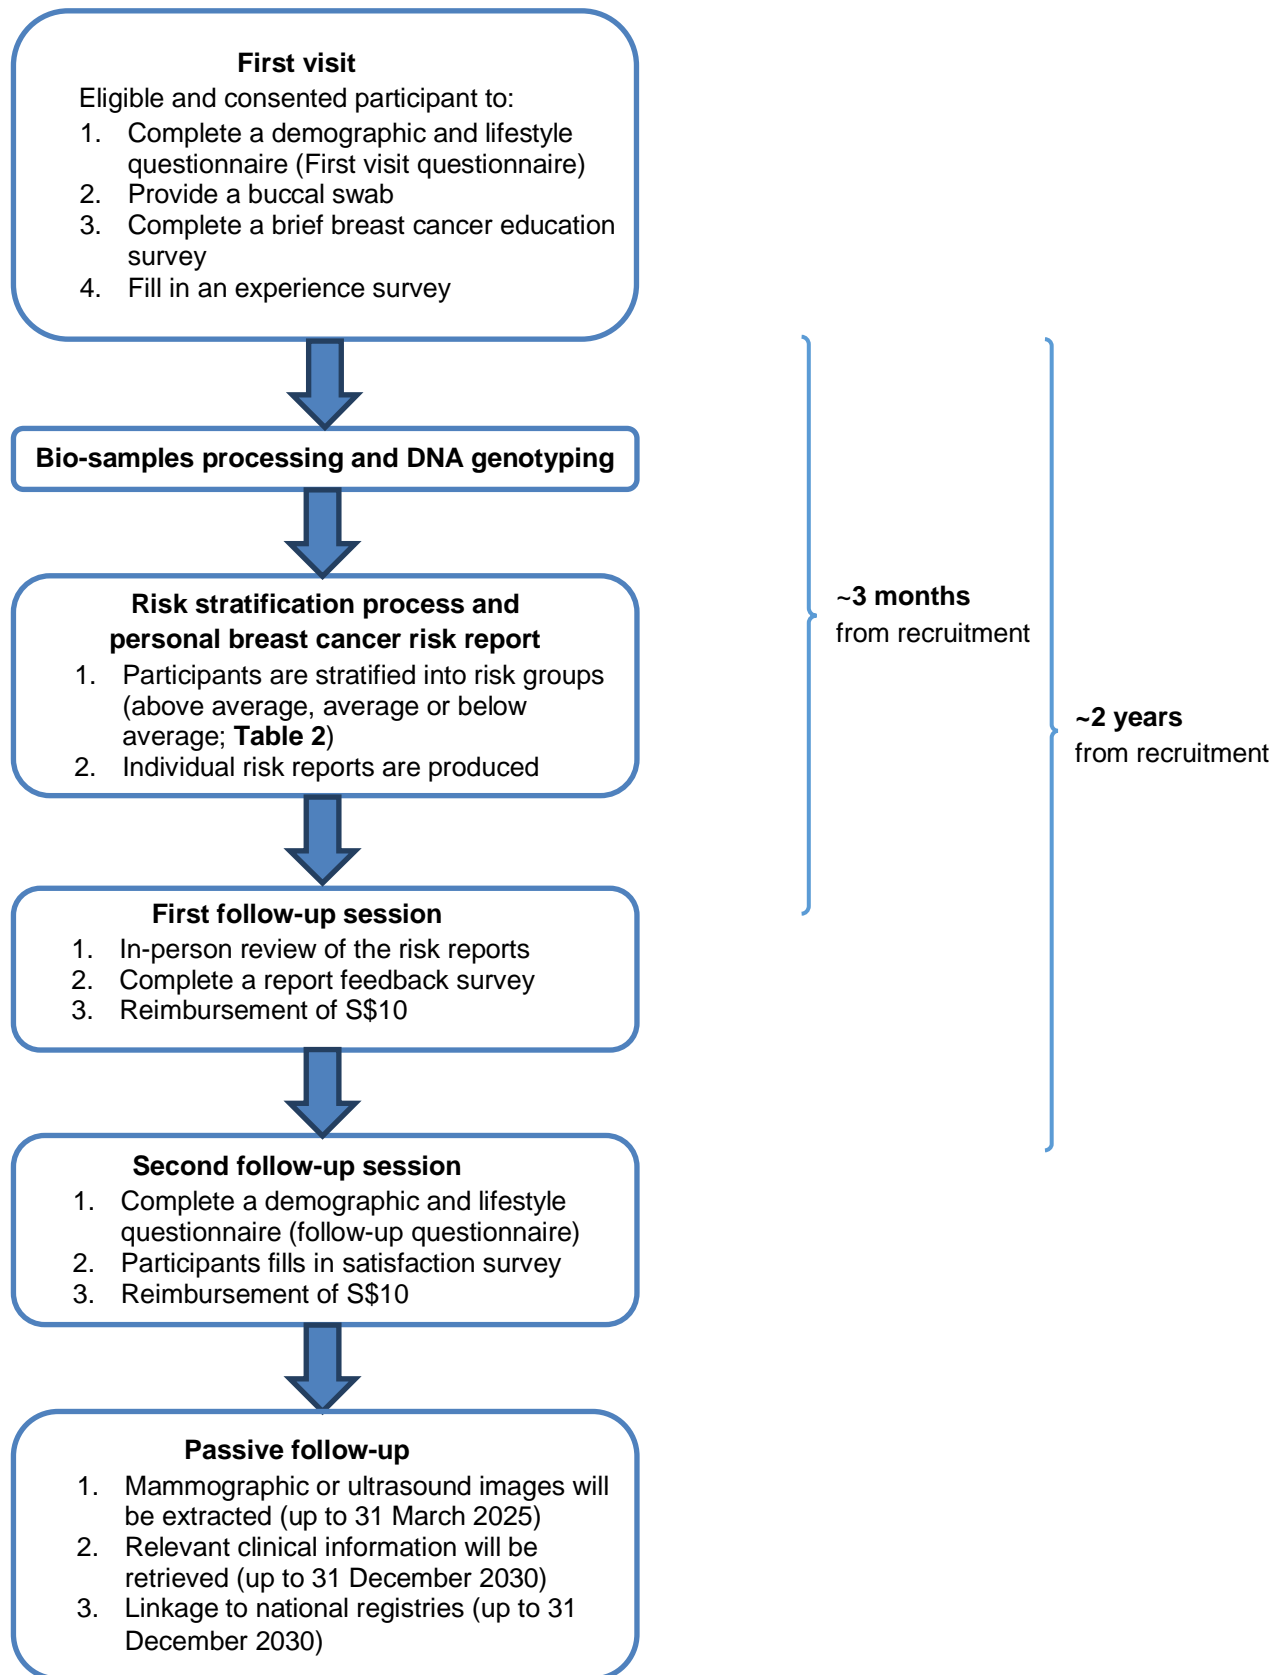 First visit
Eligible and consented participant to:
1. Complete a demographic and lifestyle
questionnaire (First visit questionnaire)
2. Provide a buccal swab
3. Complete a brief breast cancer education
survey
4. Fill in an experience survey
Bio-samples processing and DNA genotyping
Risk stratification process and
personal breast cancer risk report
1. Participants are stratified into risk groups
(above average, average or below
average; Table 2)
2. Individual risk reports are produced
~3 months
from recruitment
~2 years
from recruitment
First follow-up session
1. In-person review of the risk reports
2. Complete a report feedback survey
3. Reimbursement of S$10
Second follow-up session
1. Complete a demographic and lifestyle
questionnaire (follow-up questionnaire)
2. Participants fills in satisfaction survey
3. Reimbursement of S$10
Passive follow-up
1. Mammographic or ultrasound images will
be extracted (up to 31 March 2025)
2. Relevant clinical information will be
retrieved (up to 31 December 2030)
3. Linkage to national registries (up to 31
December 2030)